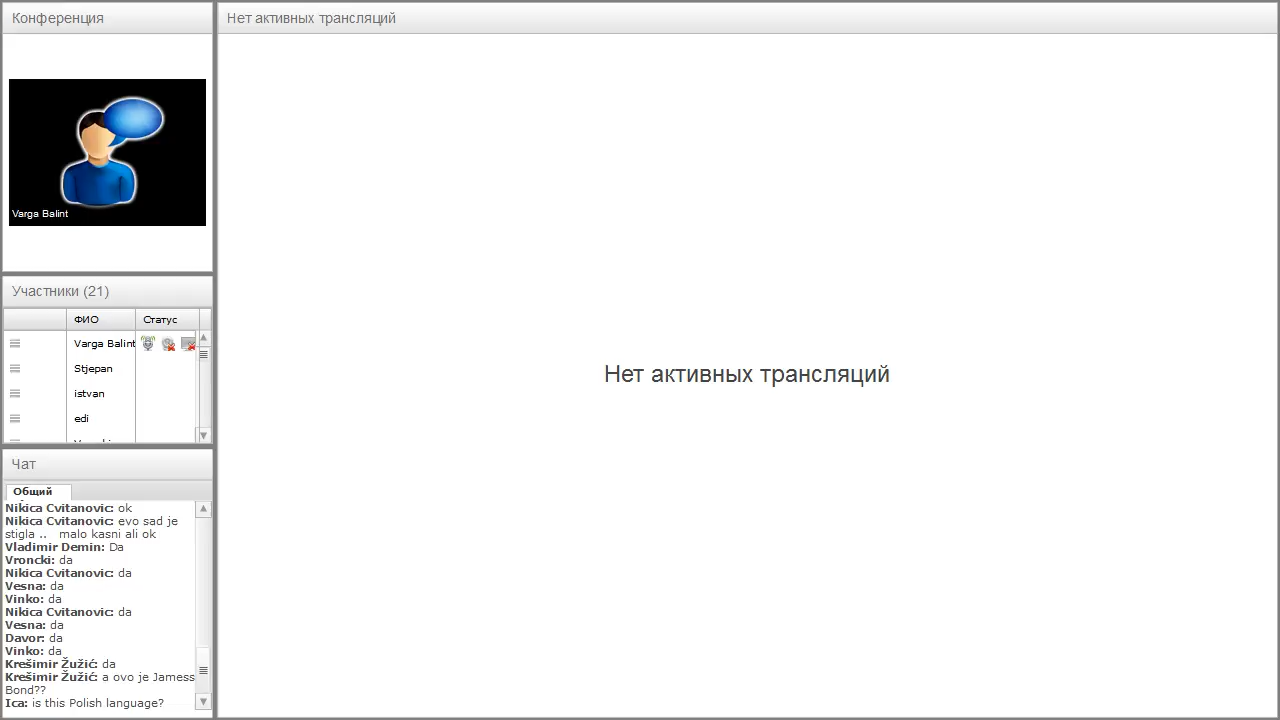 Конференция
Нет активных трансляций
Varga Balint
Участники (21)
ФИО Статус
Varga Balint
Stjepan
istvan
edi
Нет активных трансляций
Чат
Общий
Nikica Cvitanovic: ok
Nikica Cvitanovic: evo sad je
stigla .. malo kasni ali ok
Vladimir Demin: Da
Vroncki: da
Nikica Cvitanovic: da
Vesna: da
Vinko: da
Nikica Cvitanovic: da
Vesna: da
Davor: da
Vinko: da
Krešimir Žužić: da
Krešimir Žužić: a ovo je Jamess
Bond??
Ica: is this Polish language?